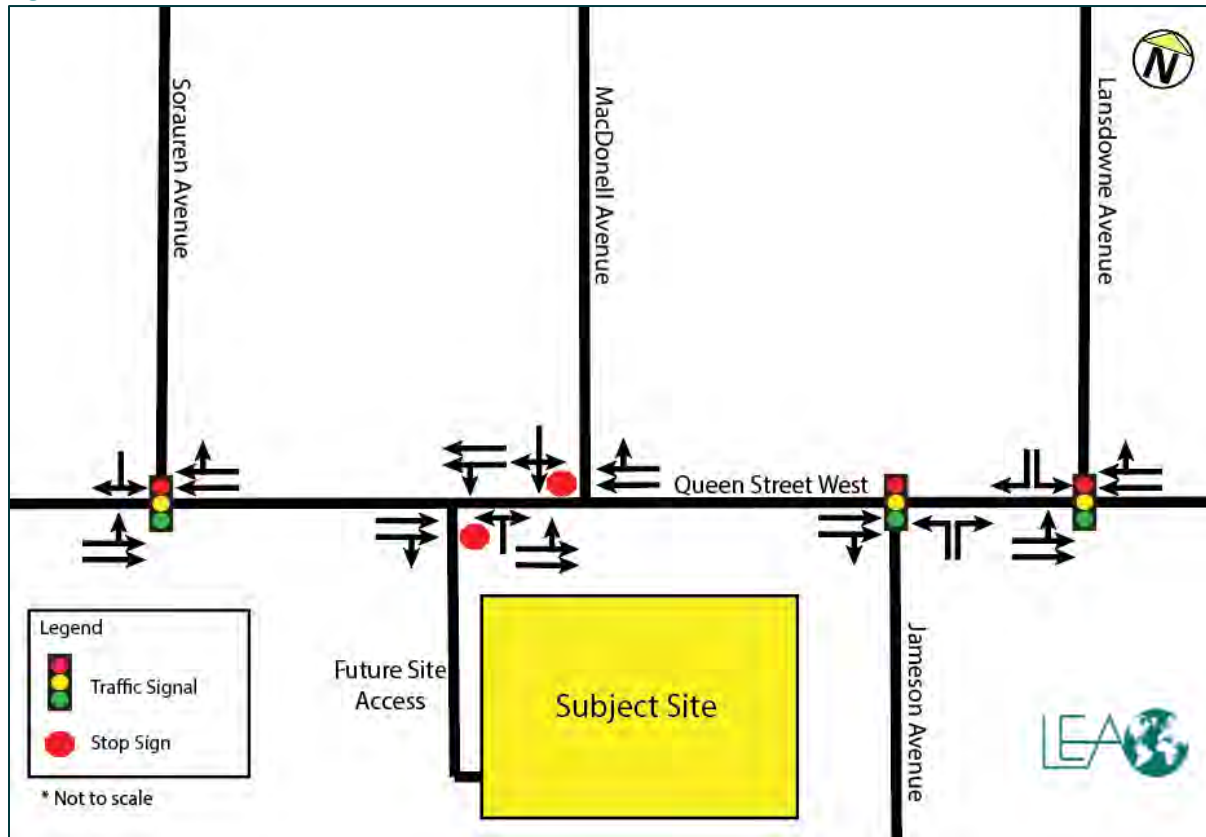 Sorauren Avenue
MacDonell Avenue
Lansdowne Avenue
N
Queen Street West
Legend
Traffic Signal
Stop Sign
* Not to scale
Future Site
Access
Subject Site
Jameson Avenue
LEA